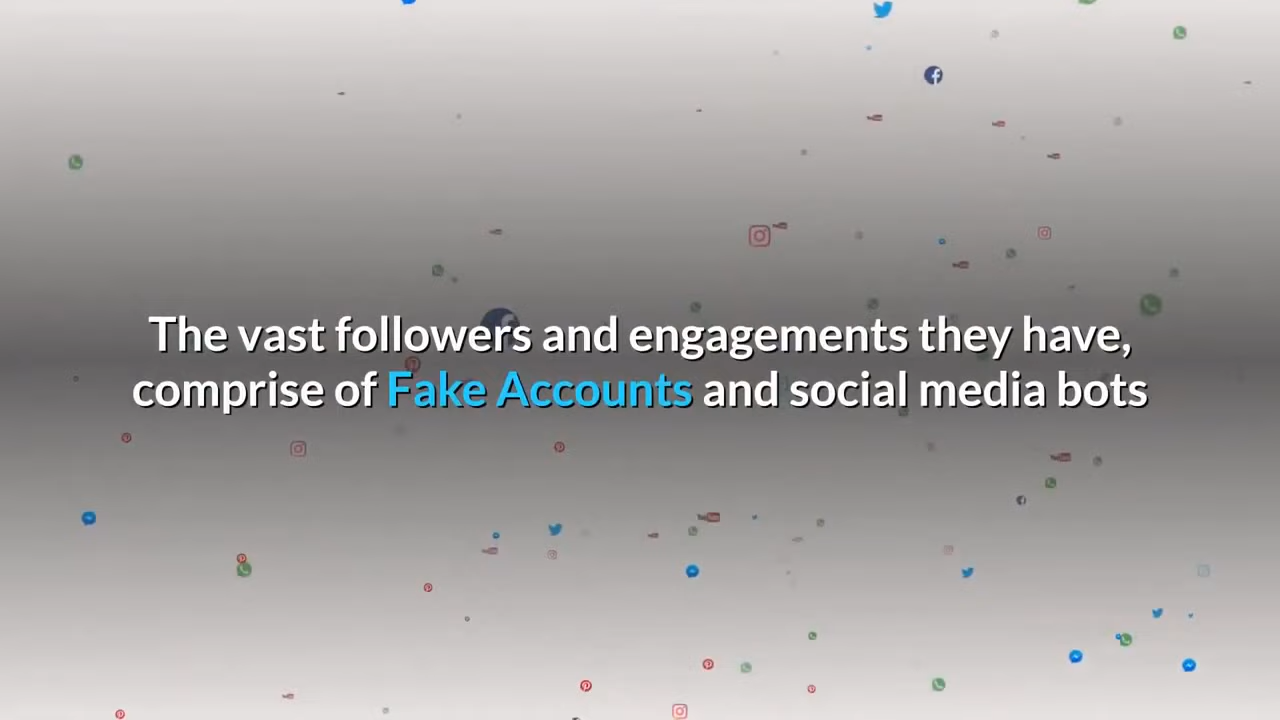 The vast followers and engagements they have,
comprise of Fake Accounts and social media bots